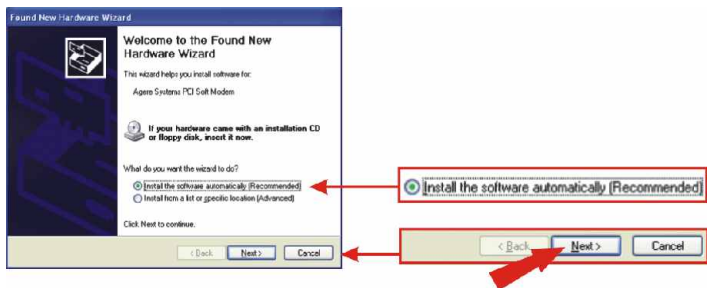 Found New Hardware Wizard
Welcome to the Found New
Hardware Wizard
This wizard helps you install software for:
Agere Systems PCI Soft Modem
If your hardware came with an installation CD
or floppy disk, insert it now.
What do you want the wizard to do?
Install the software automatically (Recommended)
Install from a list or specific location (Advanced)
Click Next to continue.
< Back Next > Cancel
Install the software automatically (Recommended)
< Back Next > Cancel